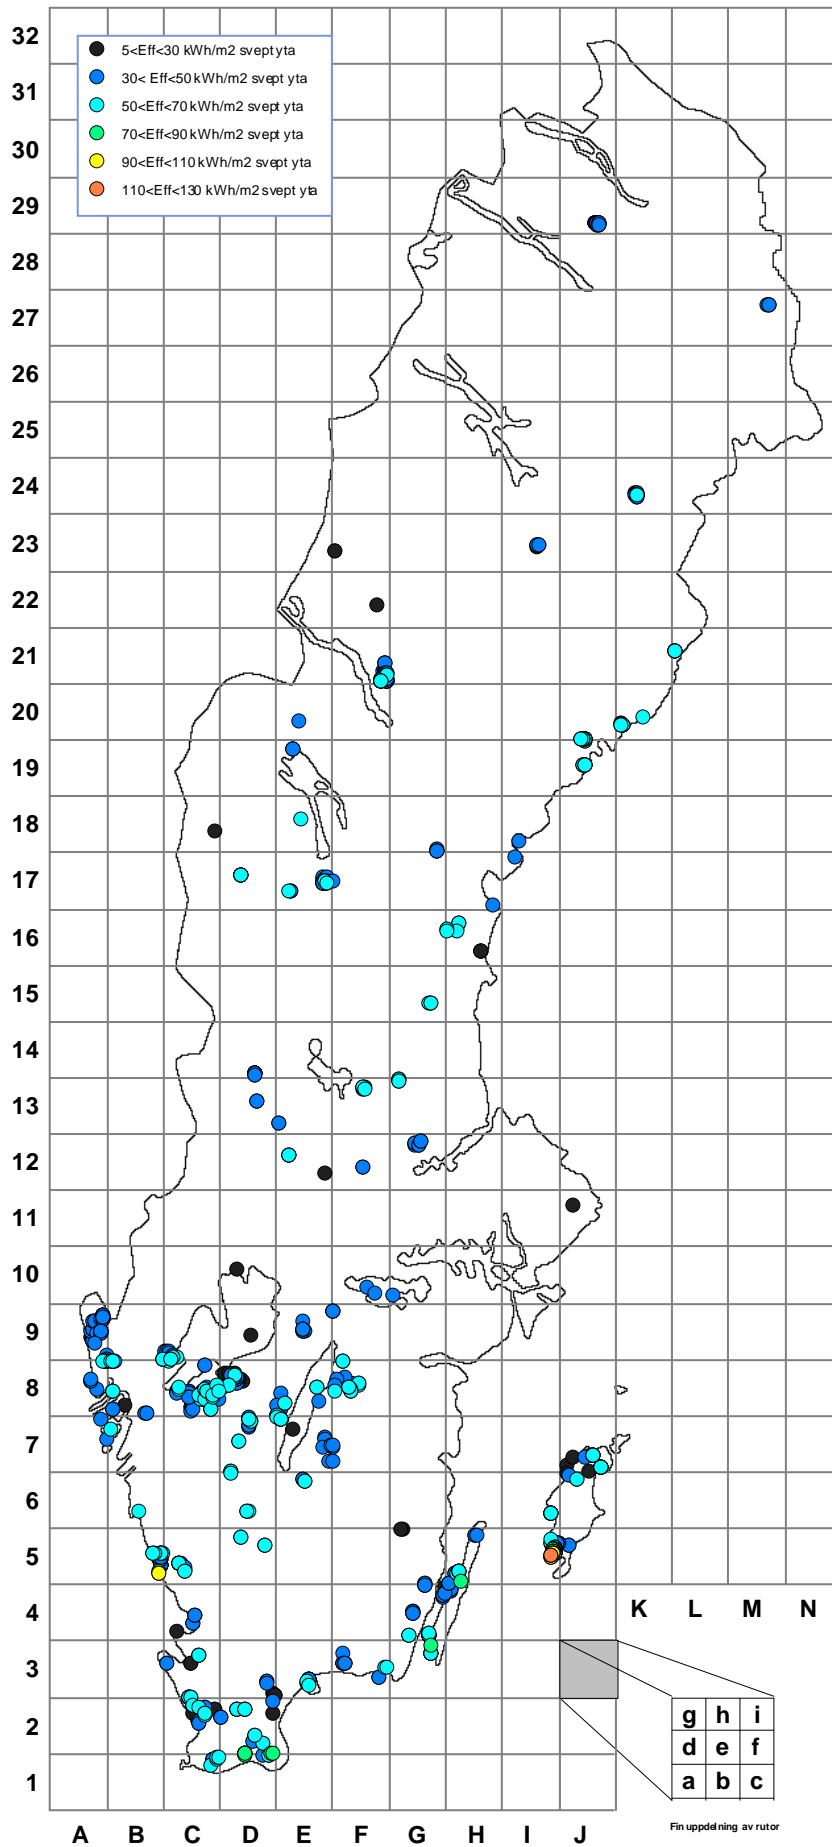 32
5<Eff<30 kWh/m2 svept yta
30< Eff<50 kWh/m2 svept yta
50<Eff<70 kWh/m2 svept yta
70<Eff<90 kWh/m2 svept yta
90<Eff<110 kWh/m2 svept yta
110<Eff<130 kWh/m2 svept yta
31
30
29
28
27
26
25
24
23
22
21
20
19
18
17
16
15
14
13
12
11
10
9
8
7
6
5
4
K L M N
3
g h i
d e f
a b c
2
1
Fin uppdelning av rutor
A B C D E F G H I J